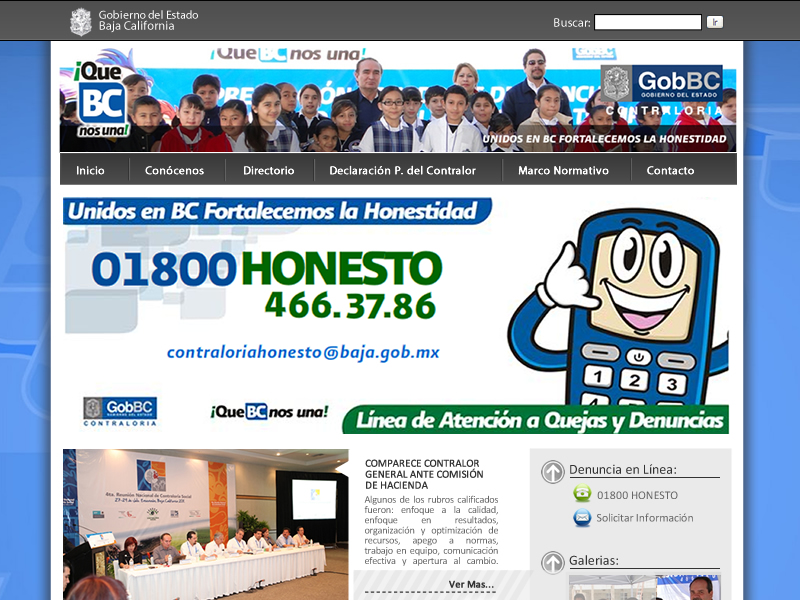 Gobierno del Estado
Baja California
Buscar:
Ir
¡Que BC nos una!
GobBC
¡Que
BC
nos una!
GobBC
GOBIERNO DEL ESTADO
CONTRALORIA
UNIDOS EN BC FORTALECEMOS LA HONESTIDAD
Inicio
Conócenos
Directorio
Declaración P. del Contralor
Marco Normativo
Contacto
Unidos en BC Fortalecemos la Honestidad
01800 HONESTO
466.37.86
contraloriahonesto@baja.gob.mx
1 2 3
4
GobBC
GOBIERNO DEL ESTADO
CONTRALORIA
¡Que BC nos una!
Línea de Atención a Quejas y Denuncias
COMPARECE CONTRALOR
GENERAL ANTE COMISIÓN
DE HACIENDA
Algunos de los rubros calificados
fueron: enfoque a la calidad,
enfoque en resultados,
organización y optimización de
recursos, apego a normas,
trabajo en equipo, comunicación
efectiva y apertura al cambio.
Ver Mas...
Denuncia en Línea:
01800 HONESTO
Solicitar Información
Galerias: